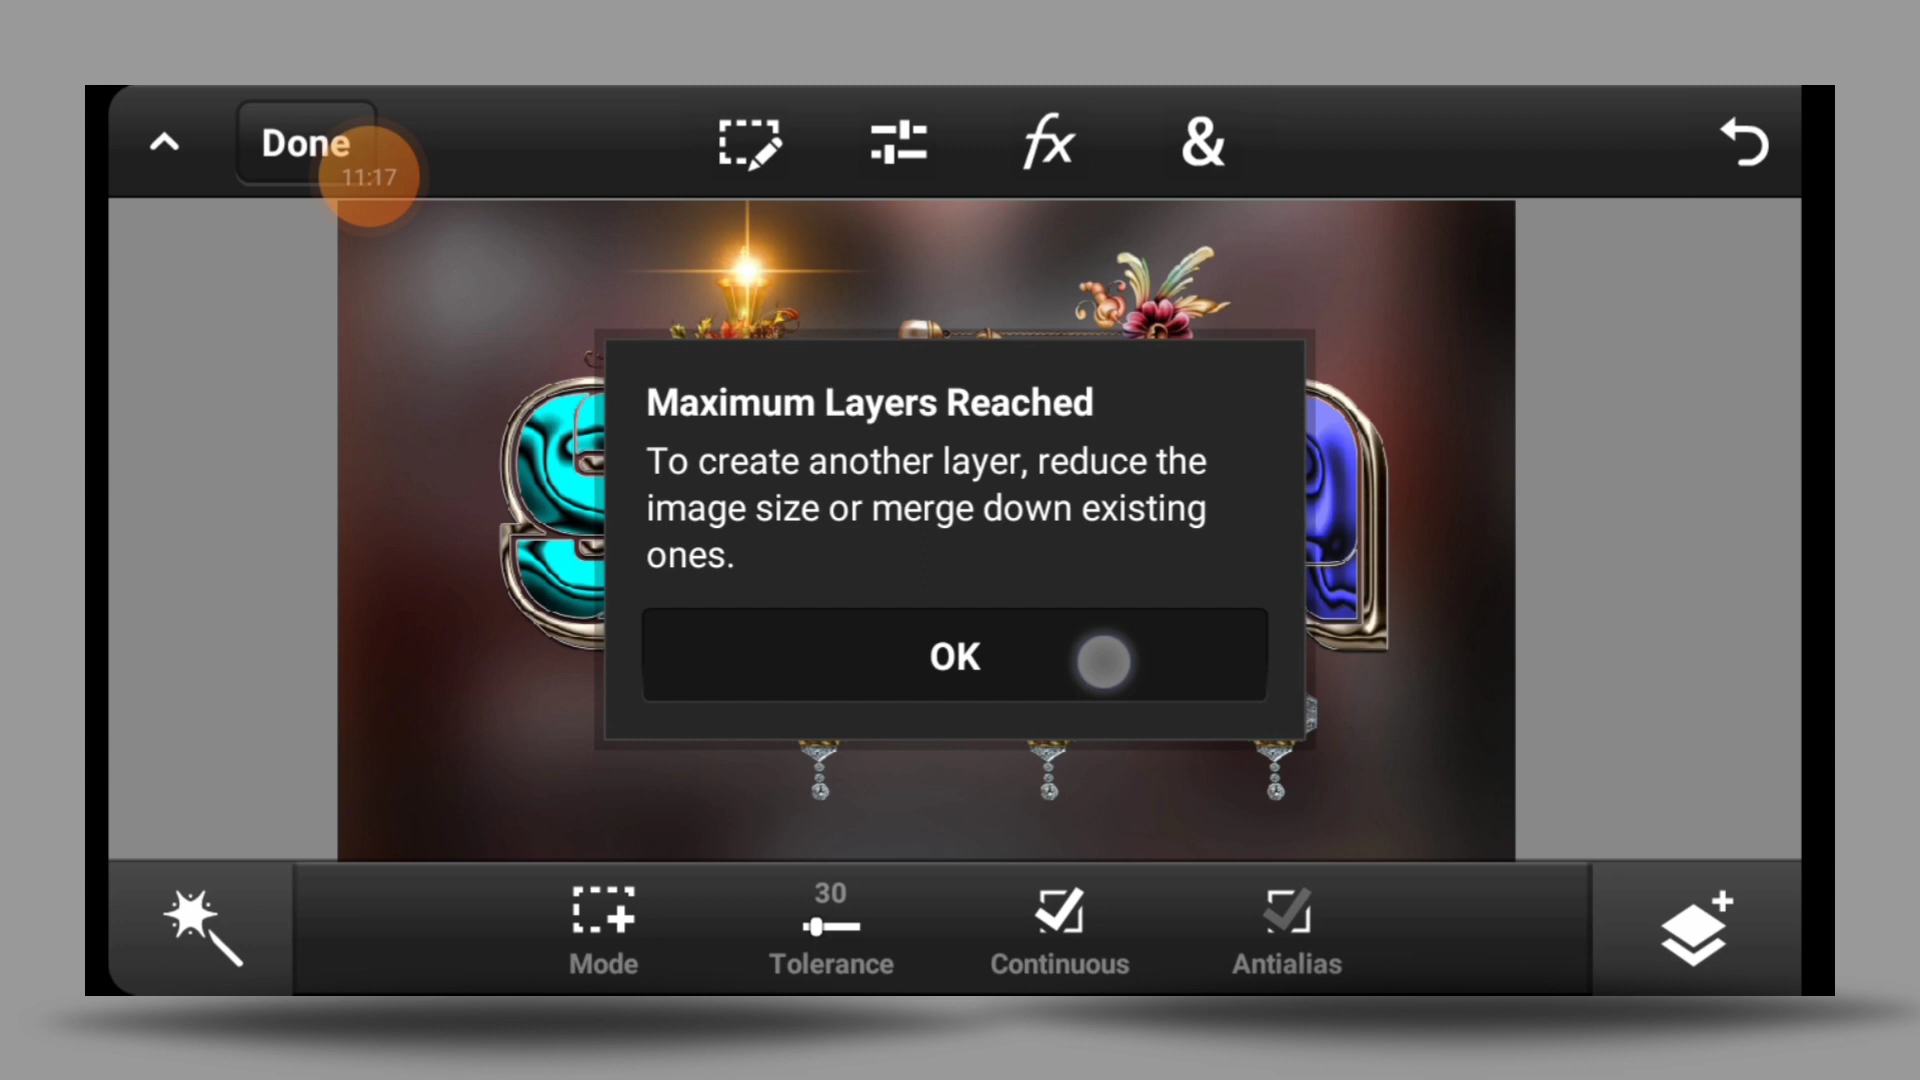 Done
11:17
fx
&
Maximum Layers Reached
To create another layer, reduce the
image size or merge down existing
ones.
OK
30
Mode
Tolerance
Continuous
Antialias